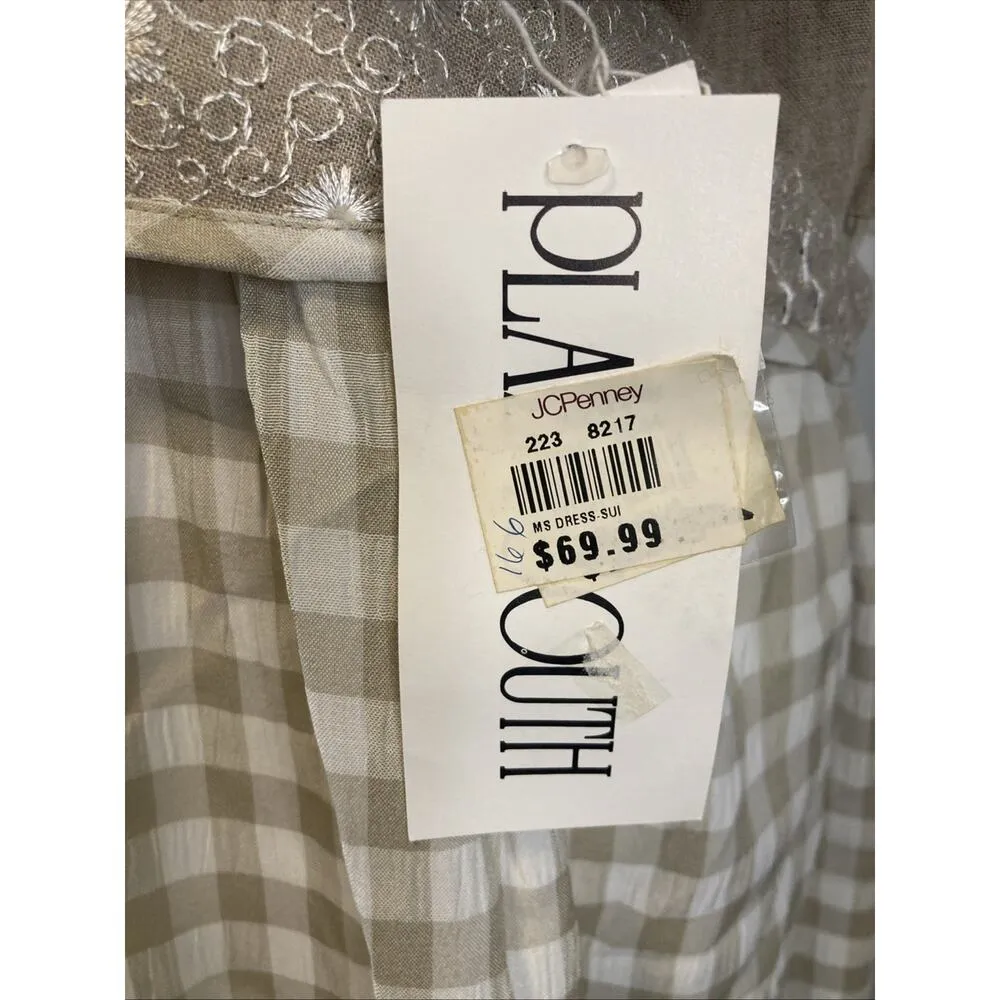 PLA OUTH
JCPenney
223 8217
MS DRESS-SUI
$69.99
166